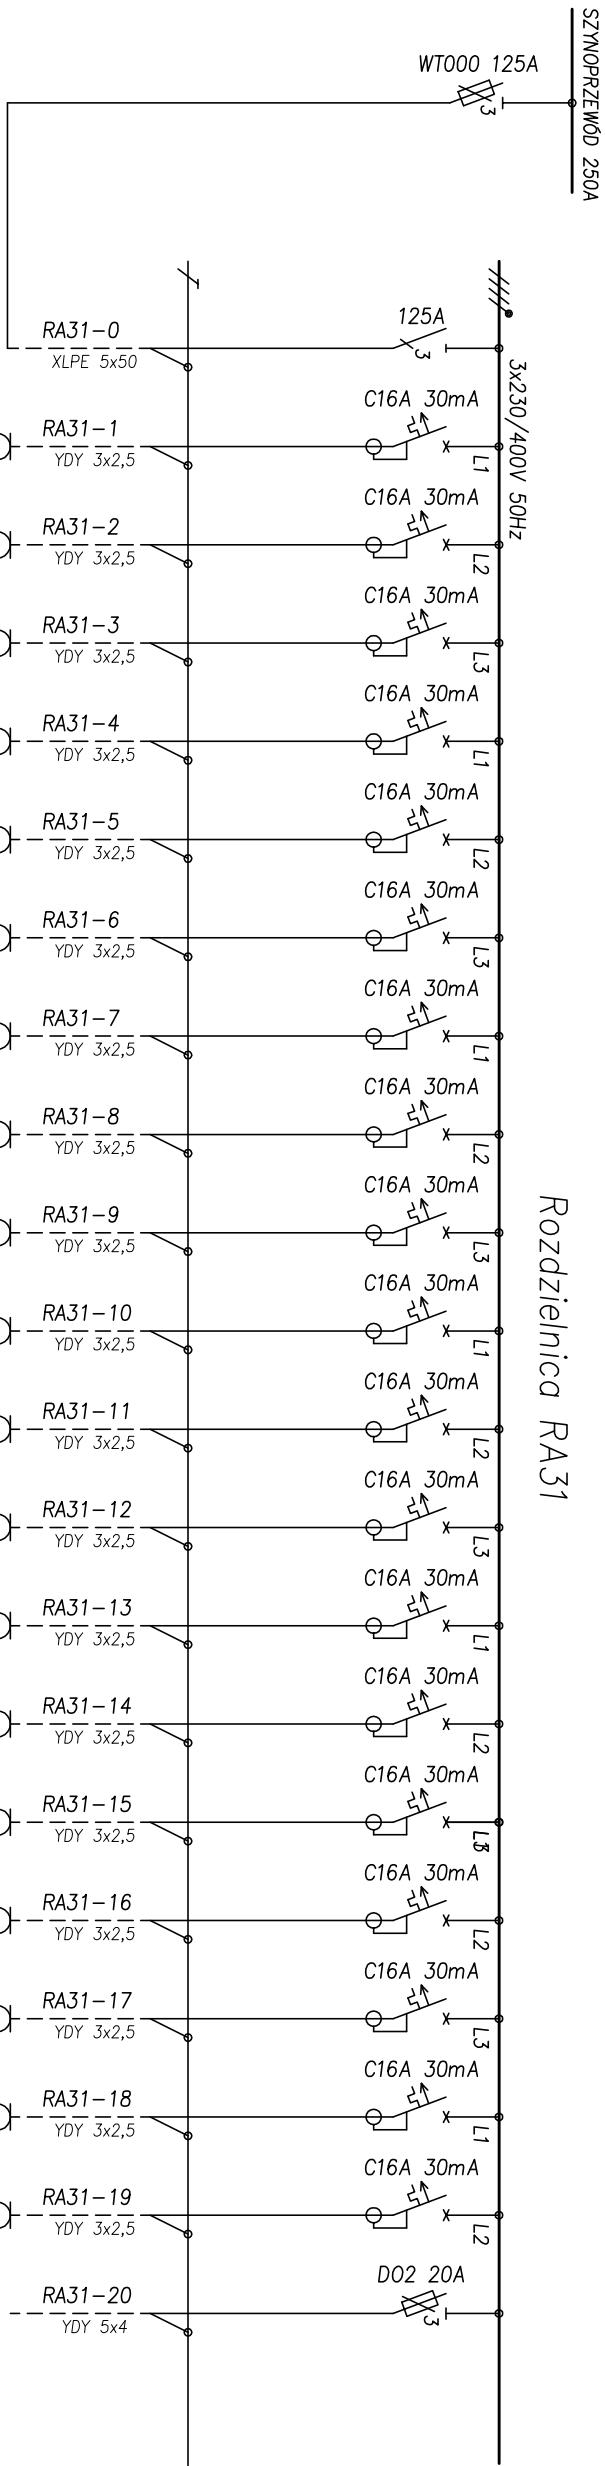 SZYNOPRZEWÓD 250A
WT000 125A
3
Rozdzielnica RA31
3x230/400V 50Hz
125A
3
RA31-0
XLPE 5x50
C16A 30mA
L1
RA31-1
YDY 3x2,5
C16A 30mA
L2
RA31-2
YDY 3x2,5
C16A 30mA
L3
RA31-3
YDY 3x2,5
C16A 30mA
L1
RA31-4
YDY 3x2,5
C16A 30mA
L2
RA31-5
YDY 3x2,5
C16A 30mA
L3
RA31-6
YDY 3x2,5
C16A 30mA
L1
RA31-7
YDY 3x2,5
C16A 30mA
L2
RA31-8
YDY 3x2,5
C16A 30mA
L3
RA31-9
YDY 3x2,5
C16A 30mA
L1
RA31-10
YDY 3x2,5
C16A 30mA
L2
RA31-11
YDY 3x2,5
C16A 30mA
L3
RA31-12
YDY 3x2,5
C16A 30mA
L1
RA31-13
YDY 3x2,5
C16A 30mA
L2
RA31-14
YDY 3x2,5
C16A 30mA
RA31-15
YDY 3x2,5
C16A 30mA
L2
RA31-16
YDY 3x2,5
C16A 30mA
L3
RA31-17
YDY 3x2,5
C16A 30mA
L1
RA31-18
YDY 3x2,5
C16A 30mA
L2
RA31-19
YDY 3x2,5
D02 20A
3
RA31-20
YDY 5x4